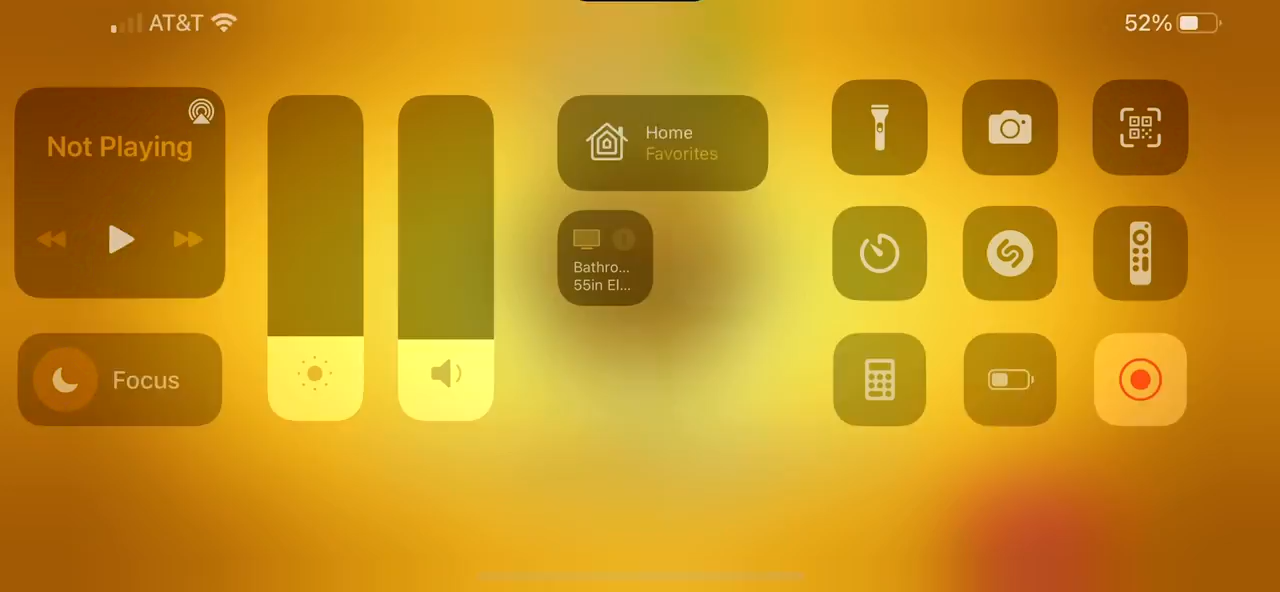 AT&T
52%
Not Playing
Home
Favorites
Bathro...
55in El...
Focus